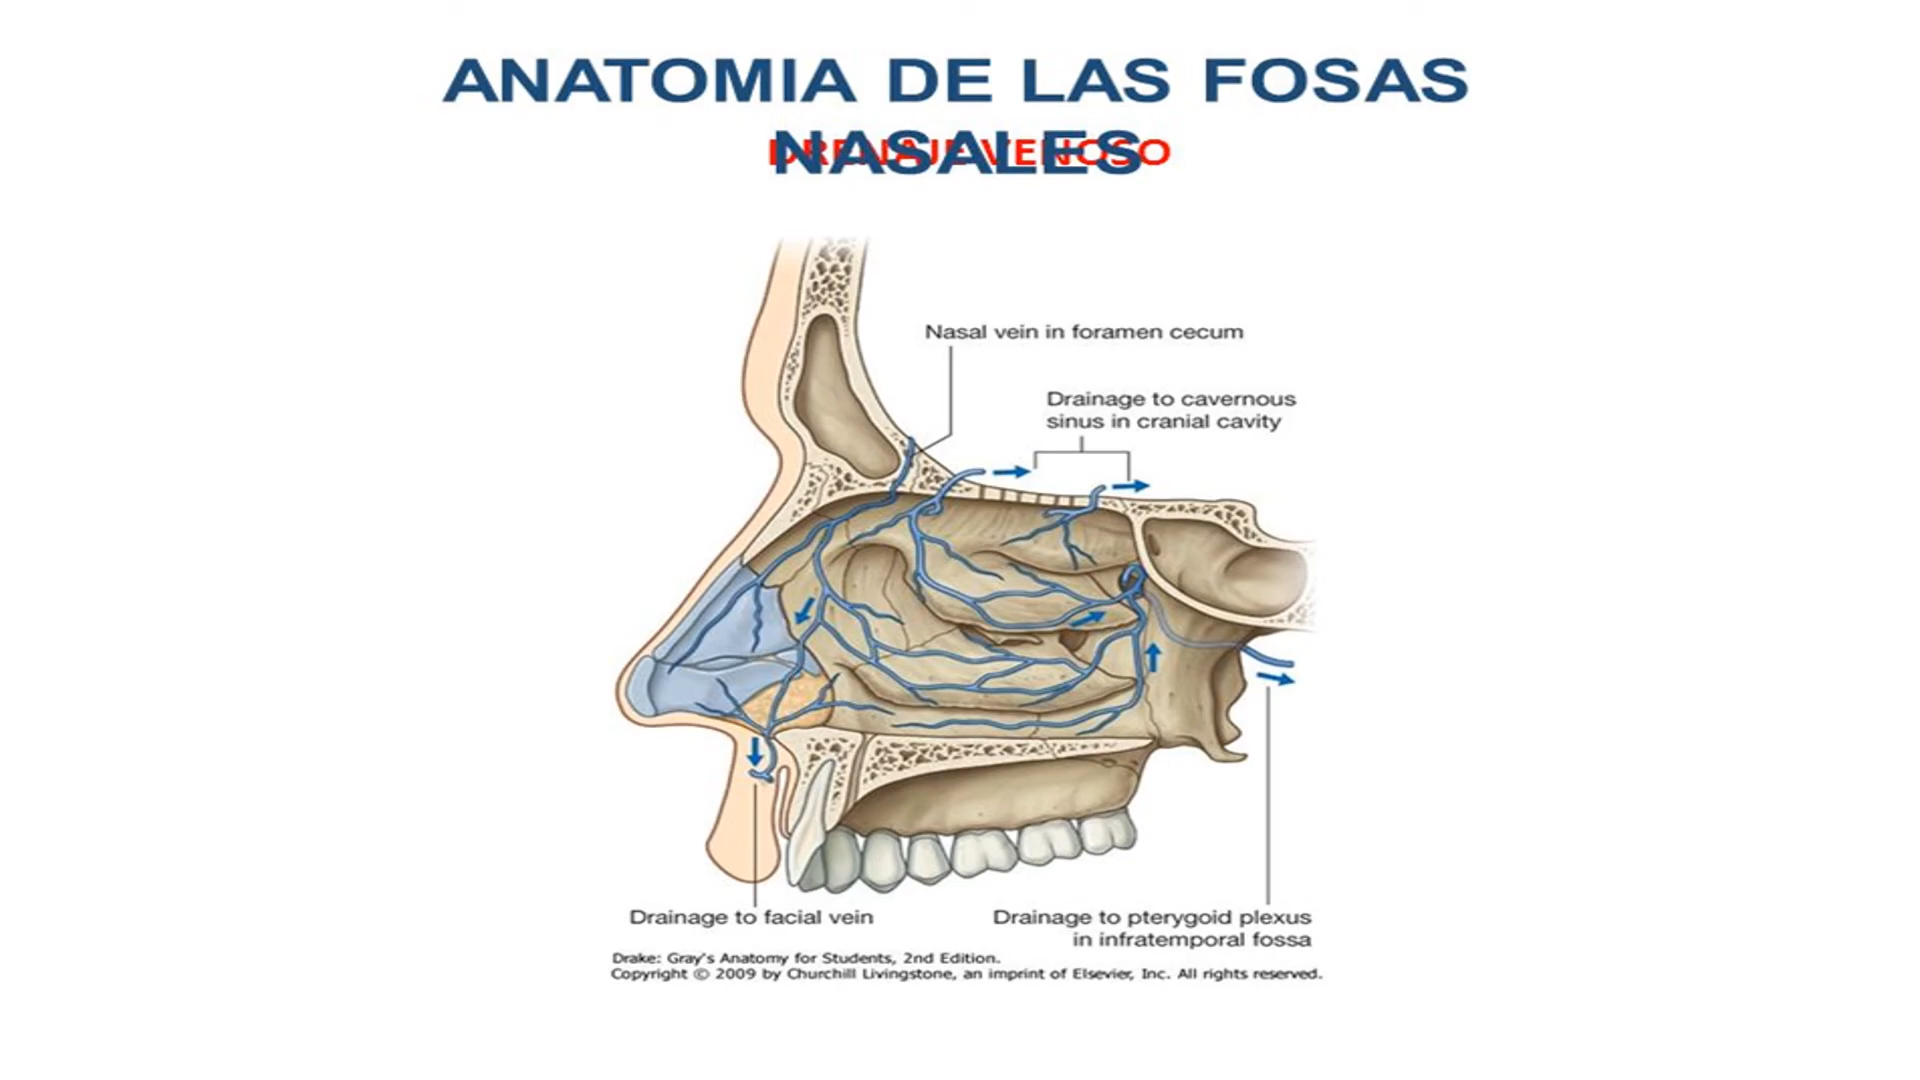 ANATOMIA DE LAS FOSAS
NASALES
DRENAJE VENOSO
Nasal vein in foramen cecum
Drainage to cavernous
sinus in cranial cavity
Drainage to facial vein
Drainage to pterygoid plexus
in infratemporal fossa
Drake: Gray's Anatomy for Students, 2nd Edition.
Copyright © 2009 by Churchill Livingstone, an imprint of Elsevier, Inc. All rights reserved.